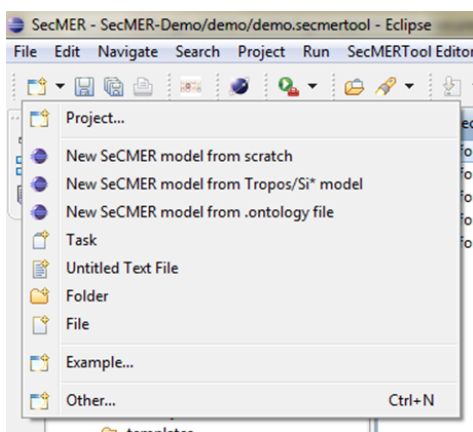 SecMER - SecMER-Demo/demo/demo.secmertool - Eclipse
File Edit Navigate Search Project Run SecMERTool Editor
Project...
New SeCMER model from scratch
New SeCMER model from Tropos/Si* model
New SeCMER model from .ontology file
Task
Untitled Text File
Folder
File
Example...
Other... Ctrl+N